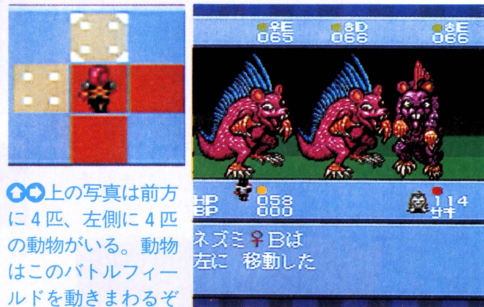 ♀E ♂D ♂E
065 066 066
HP 058 114
BP 000 サキ
ネズミ♀Bは
左に 移動した
上の写真は前方
に4匹、左側に4匹
の動物がいる。動物
はこのバトルフィー
ルドを動きまわるぞ